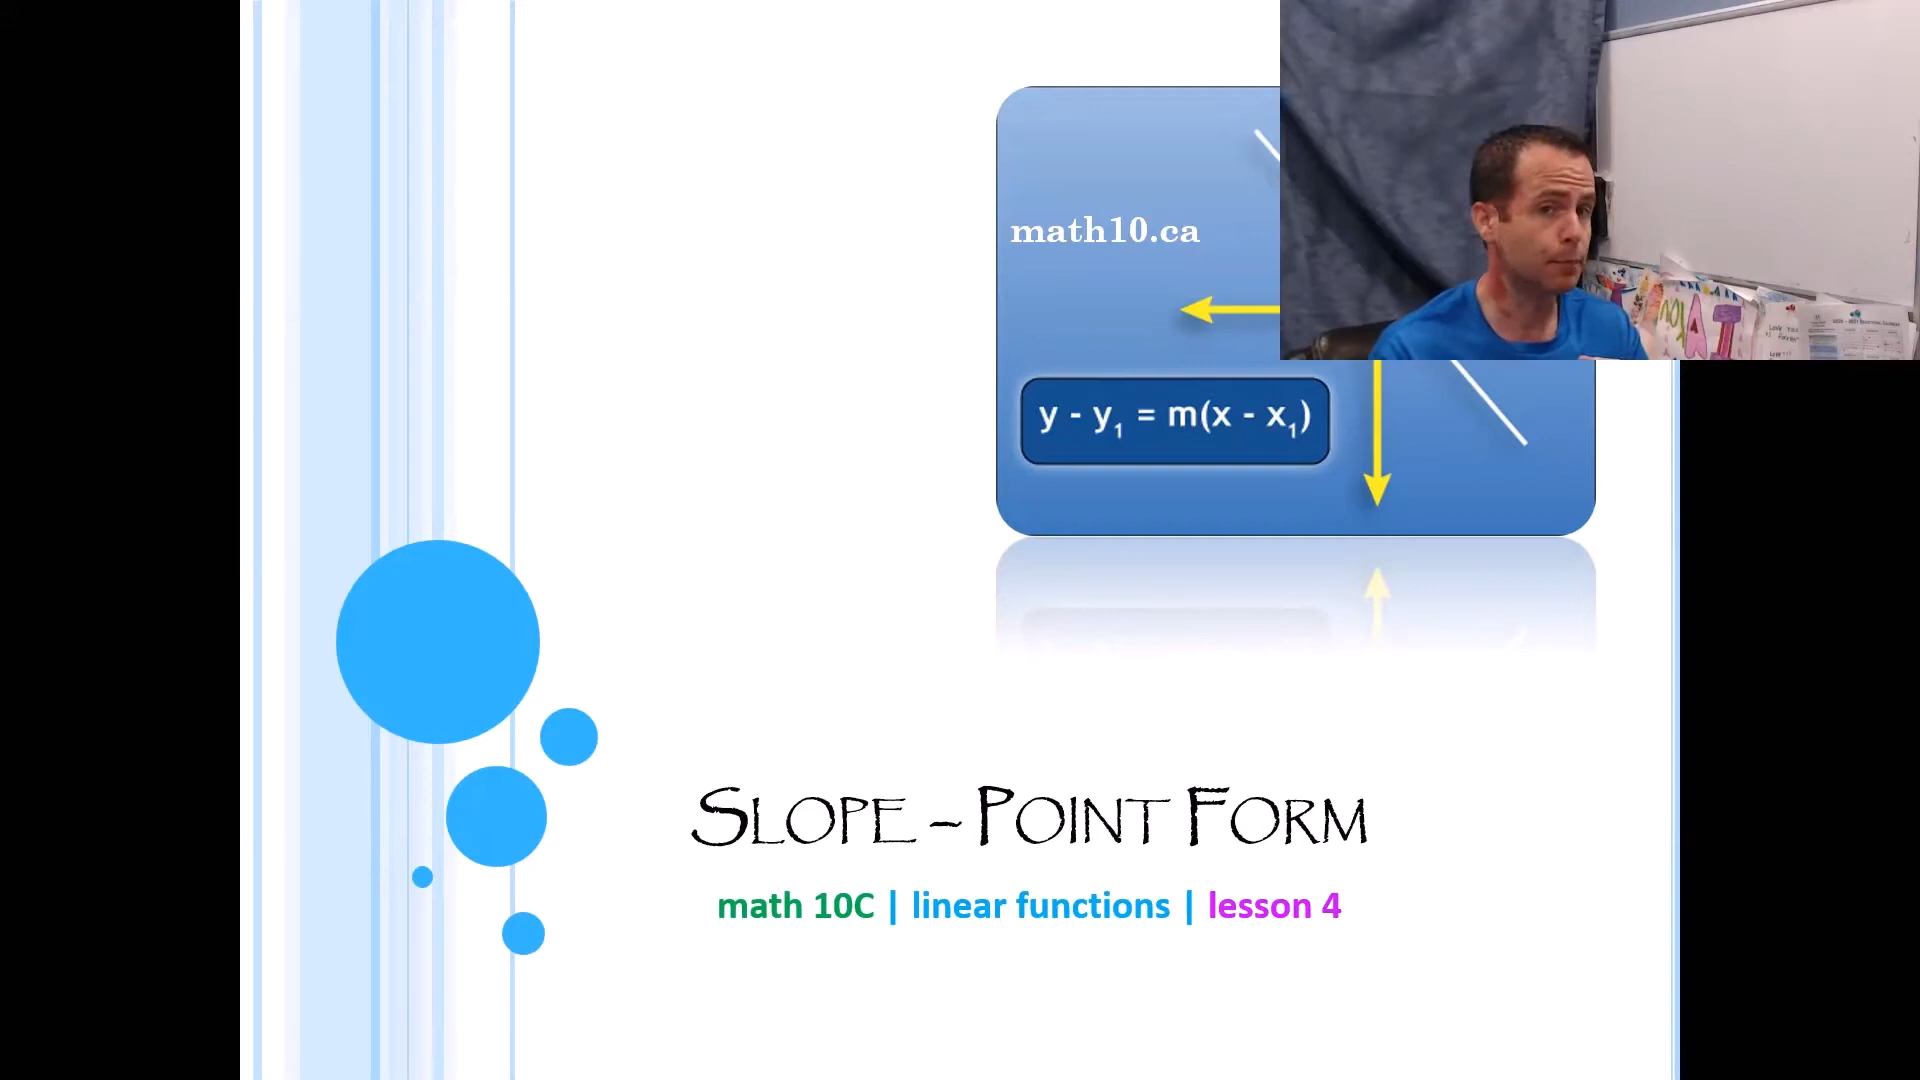 math10.ca
y - y₁ = m(x - x₁)
SLOPE – POINT FORM
math 10C | linear functions | lesson 4